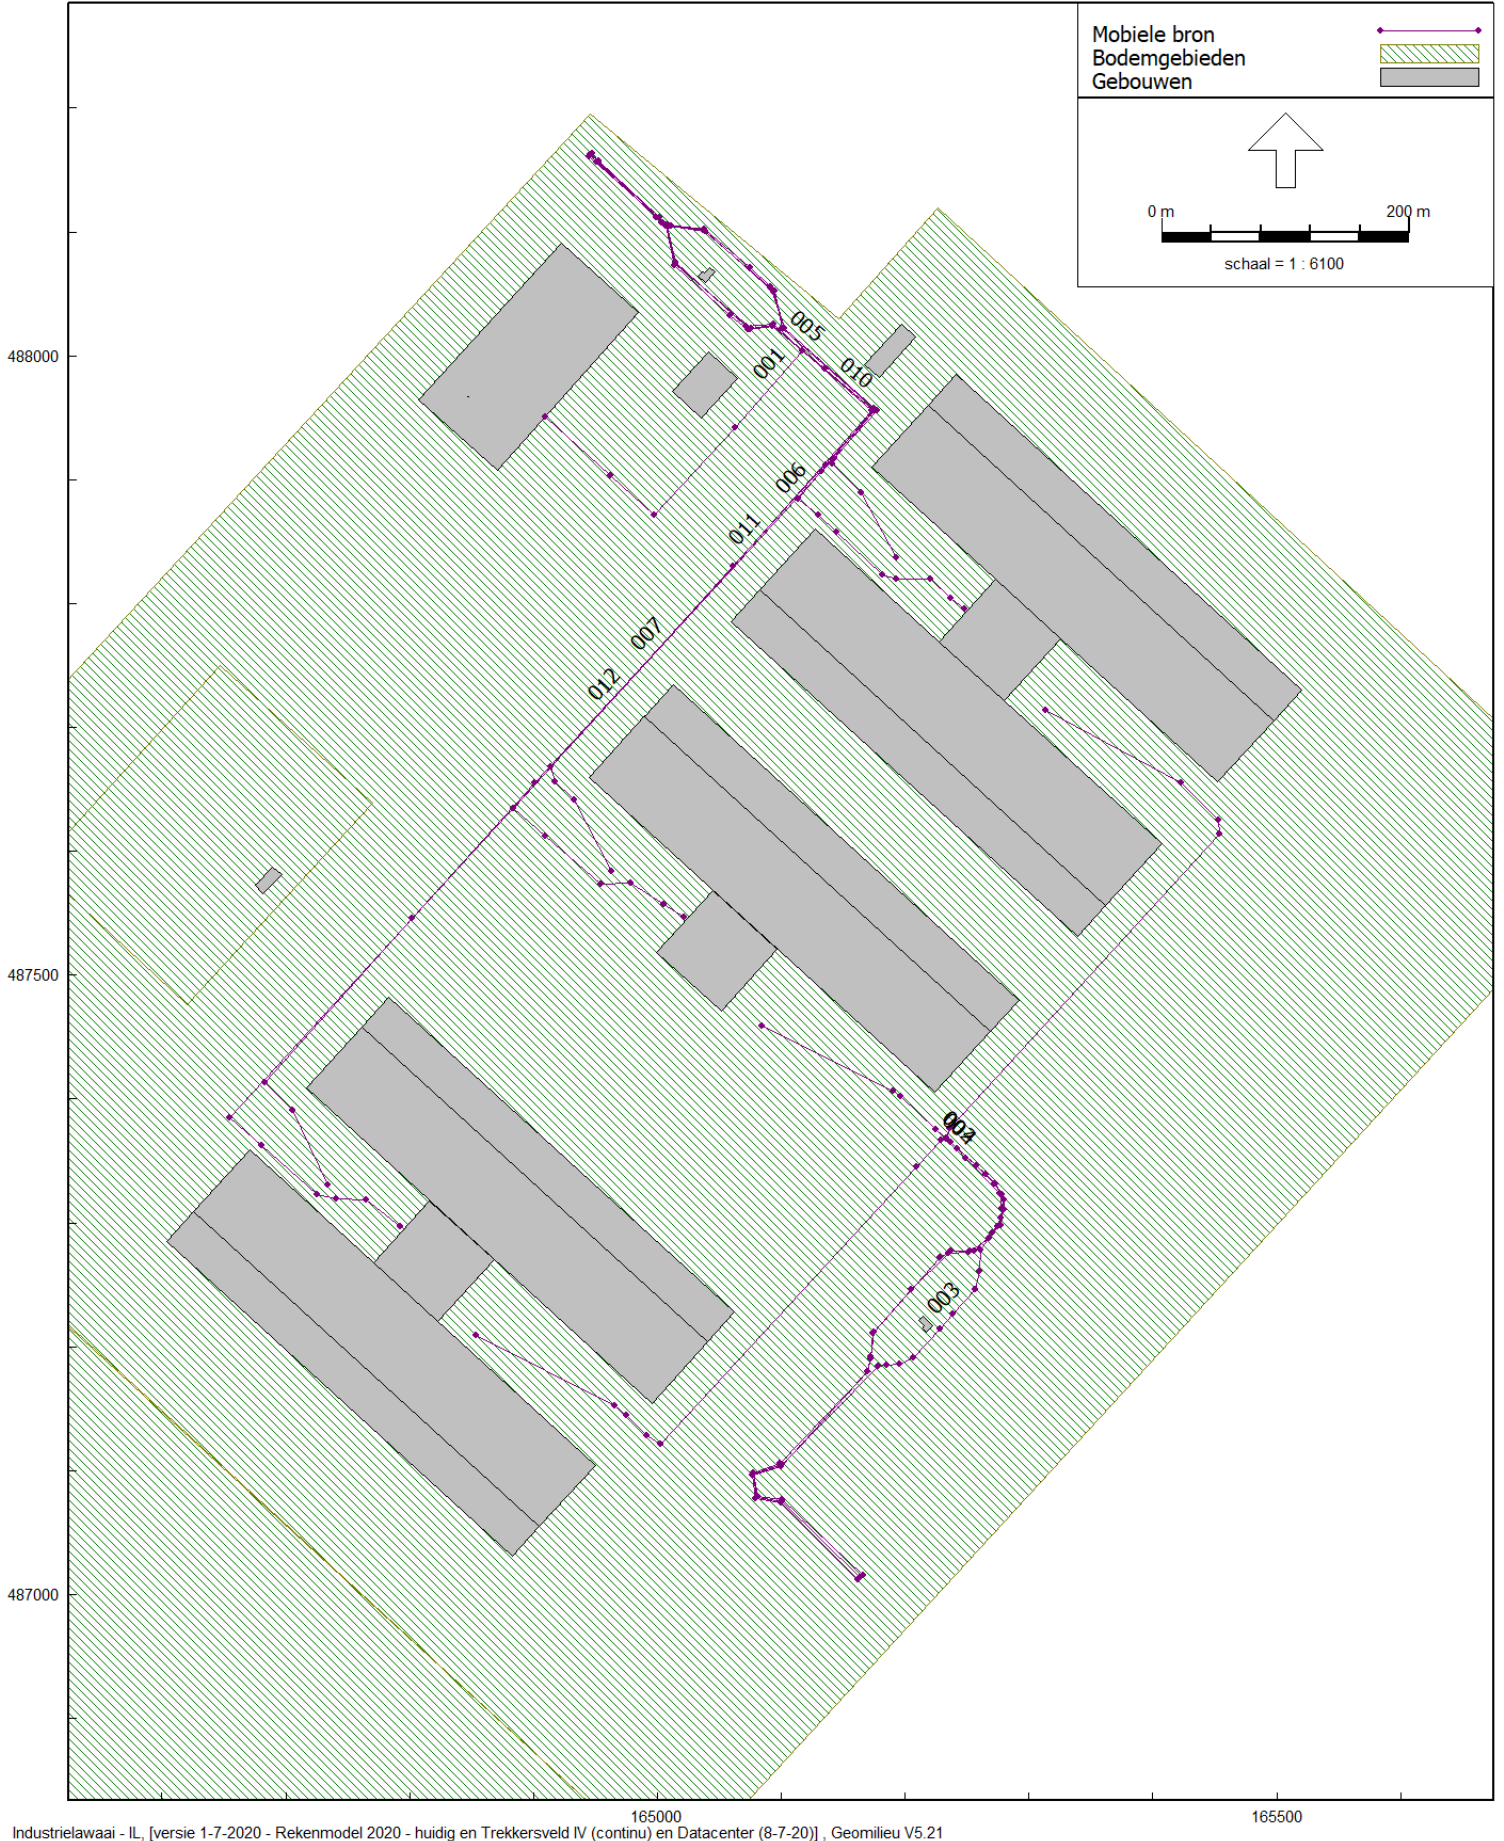 Mobiele bron
Bodemgebieden
Gebouwen
0 m 200 m
schaal = 1 : 6100
005
488000
001
010
006
011
007
012
487500
003
487000
165000 165500
Industrielawaai - IL, [versie 1-7-2020 - Rekenmodel 2020 - huidig en Trekkersveld IV (continu) en Datacenter (8-7-20)] , Geomilieu V5.21